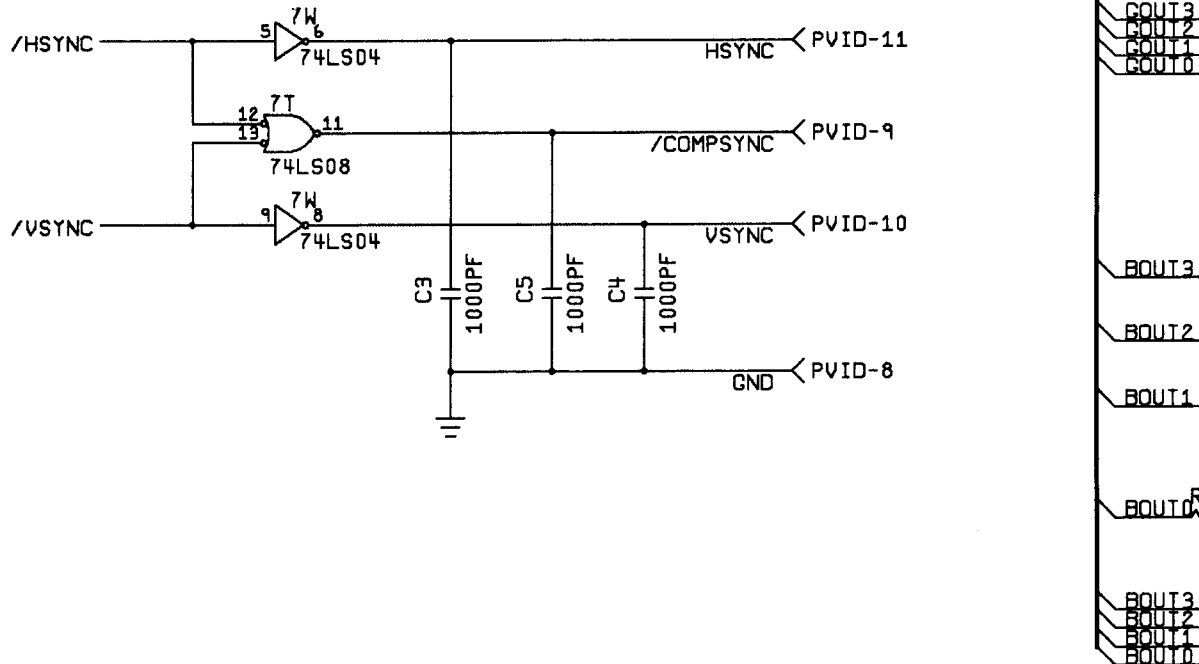 7W
/HSYNC 5 6 HSYNC PVID-11
74LS04
7T
12
13
11
/COMPSYNC PVID-9
74LS08
7W
/VSYNC 9 8 VSYNC PVID-10
74LS04
C3 1000PF
C5 1000PF
C4 1000PF
GND PVID-8
GOUT3
GOUT2
GOUT1
GOUT0
BOUT3
BOUT2
BOUT1
BOUT0
BOUT3
BOUT2
BOUT1
BOUT0